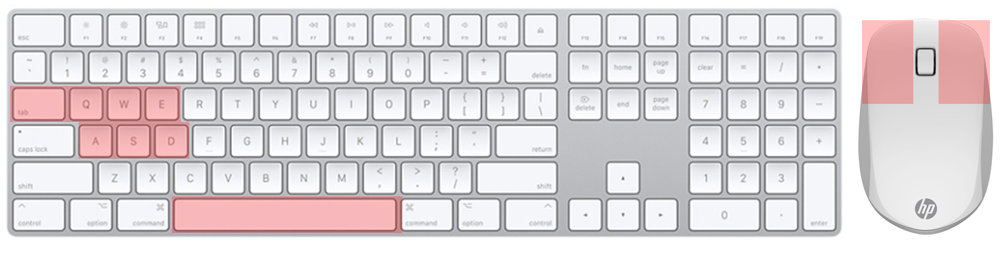 esc F1 F2 F3 F4 F5 F6 F7 F8 F9 F10 F11 F12 F13 F14 F15 F16 F17 F18 F19
~ ` ! 1 @ 2 # 3 $ 4 % 5 ^ 6 & 7 * 8 ( 9 ) 0 — - + = delete fn home page up clear = / *
tab Q W E R T Y U I O P { [ } ] | \ delete end page down 7 8 9 −
caps lock A S D F G H J K L : ; " ' return 4 5 6 +
shift Z X C V B N M < , > . ? / shift 1 2 3
control option command command option control 0 . enter
hp